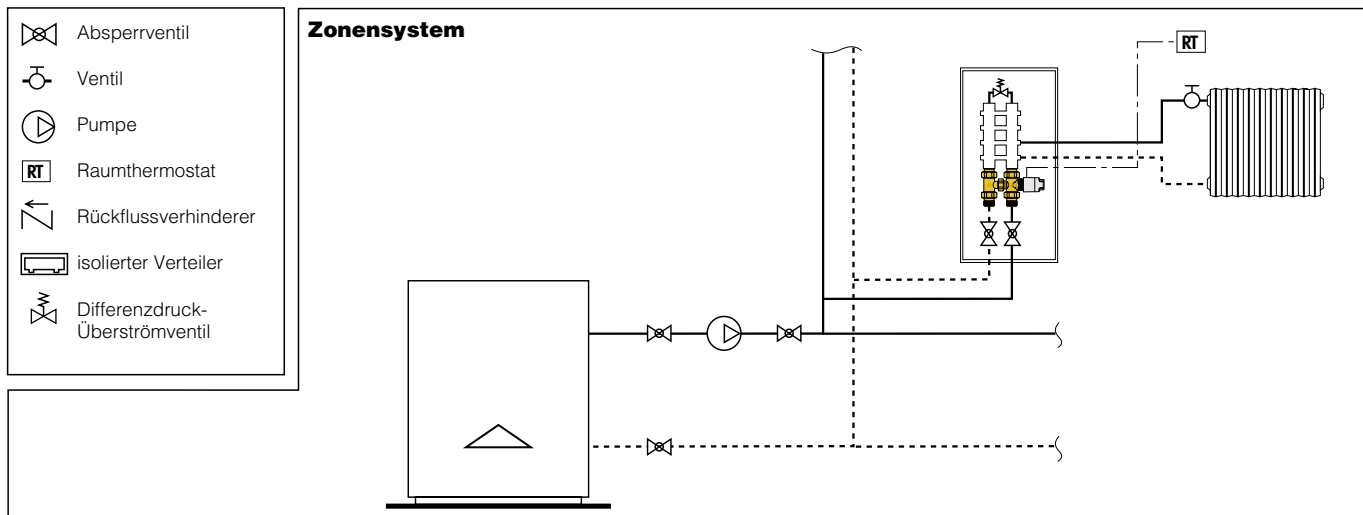 Absperrventil
Ventil
Pumpe
RT Raumthermostat
Rückflussverhinderer
isolierter Verteiler
Differenzdruck-
Überströmventil
Zonensystem
RT